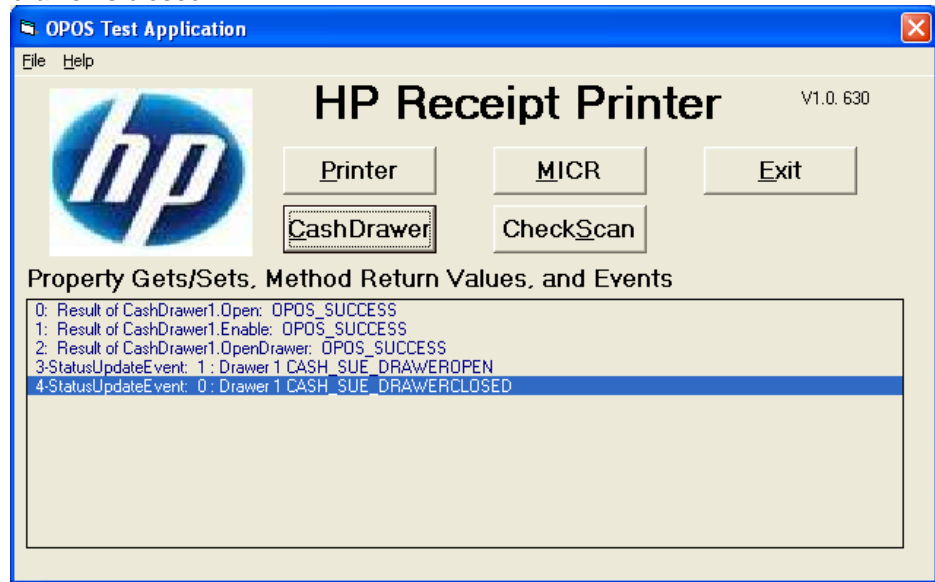 OPOS Test Application
File Help
HP Receipt Printer
V1.0. 630
hp
Printer MICR Exit
CashDrawer CheckScan
Property Gets/Sets, Method Return Values, and Events
0: Result of CashDrawer1.Open: OPOS_SUCCESS
1: Result of CashDrawer1.Enable: OPOS_SUCCESS
2: Result of CashDrawer1.OpenDrawer: OPOS_SUCCESS
3-StatusUpdateEvent: 1 : Drawer 1 CASH_SUE_DRAWEROPEN
4-StatusUpdateEvent: 0 : Drawer 1 CASH_SUE_DRAWERCLOSED